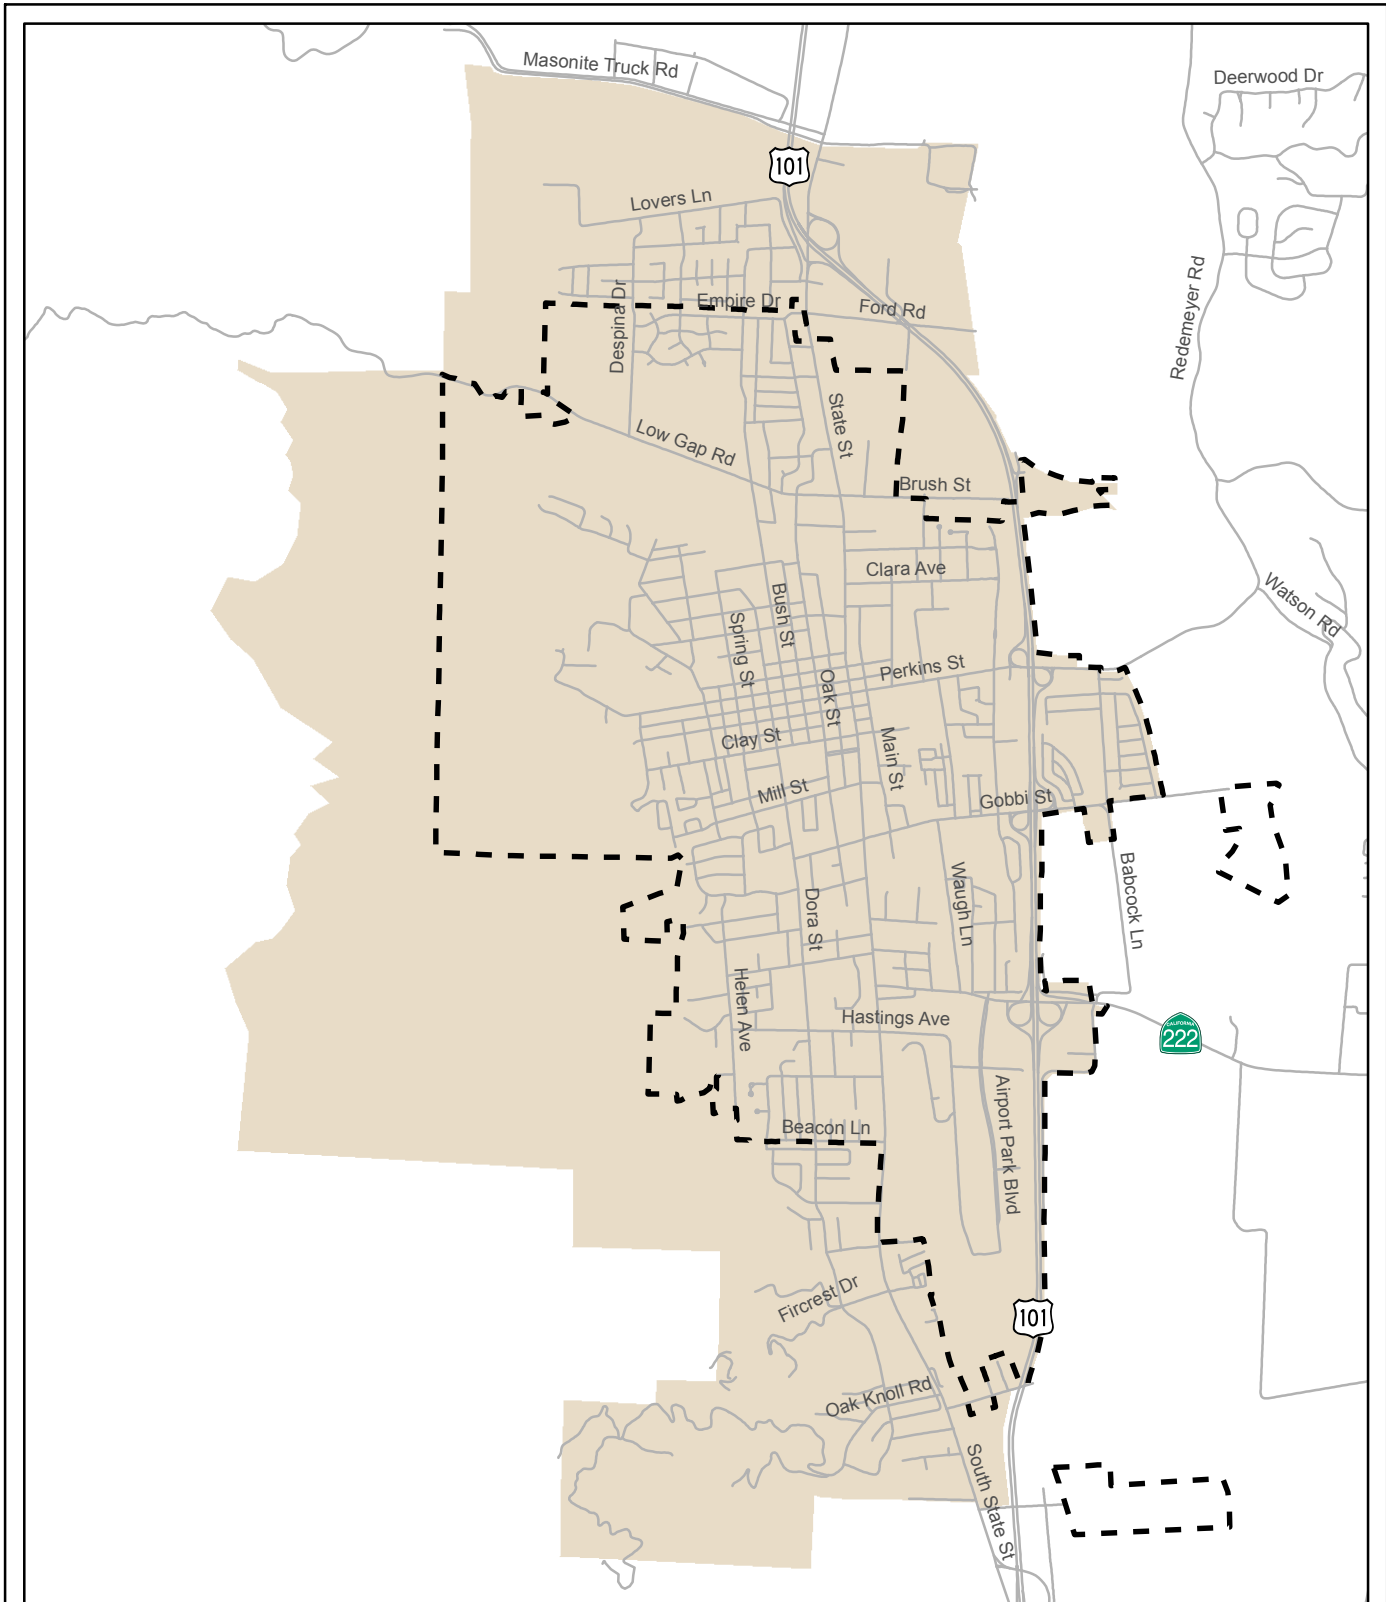 Masonite Truck Rd
Deerwood Dr
101
Lovers Ln
Redemeyer Rd
Despina Dr
Empire Dr
Ford Rd
State St
Low Gap Rd
Brush St
Clara Ave
Watson Rd
Bush St
Spring St
Perkins St
Oak St
Clay St
Main St
Mill St
Gobbi St
Babcock Ln
Waugh Ln
Dora St
Helen Ave
Hastings Ave
CALIFORNIA
222
Airport Park Blvd
Beacon Ln
Fircrest Dr
101
Oak Knoll Rd
South State St